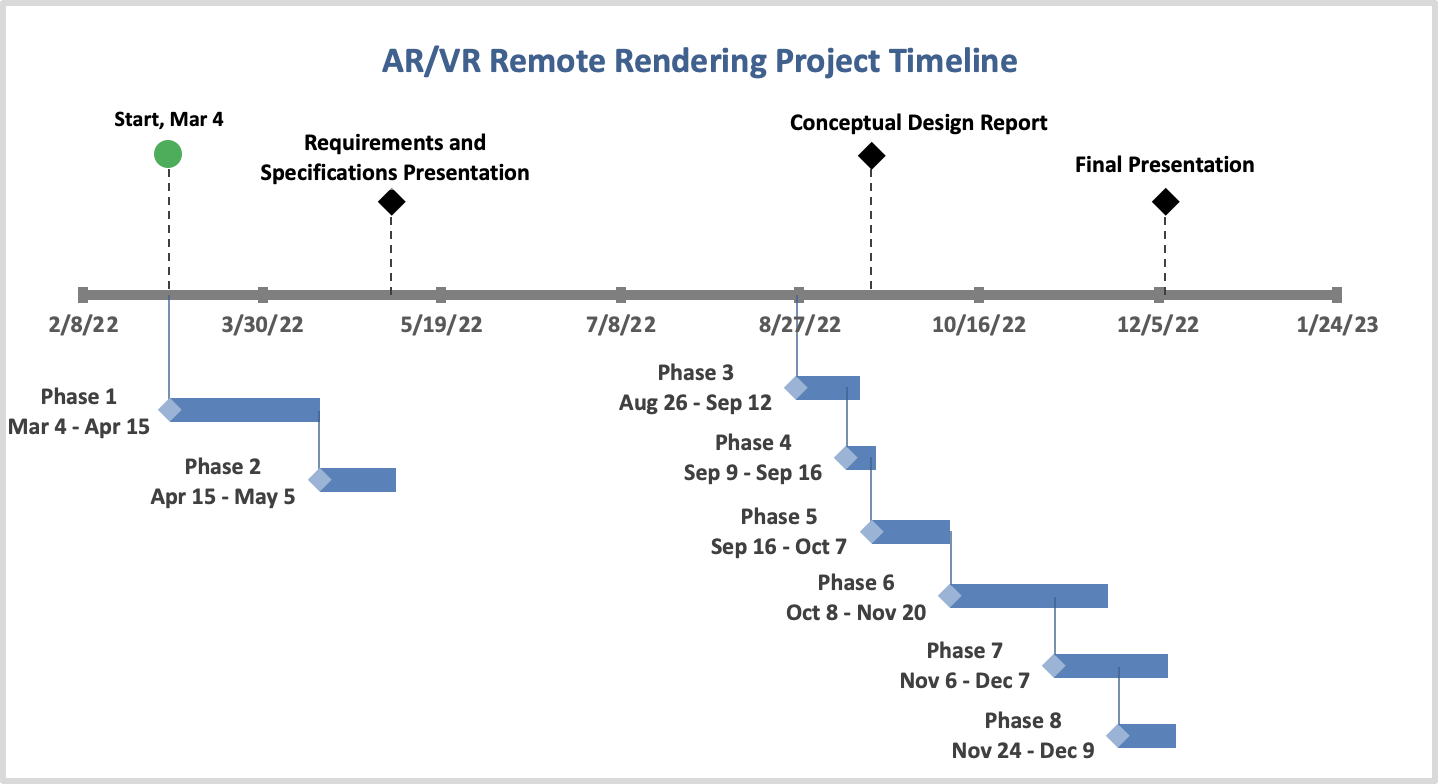 AR/VR Remote Rendering Project Timeline
Start, Mar 4
Requirements and
Specifications Presentation
Conceptual Design Report
Final Presentation
2/8/22
3/30/22
5/19/22
7/8/22
8/27/22
10/16/22
12/5/22
1/24/23
Phase 1
Mar 4 - Apr 15
Phase 2
Apr 15 - May 5
Phase 3
Aug 26 - Sep 12
Phase 4
Sep 9 - Sep 16
Phase 5
Sep 16 - Oct 7
Phase 6
Oct 8 - Nov 20
Phase 7
Nov 6 - Dec 7
Phase 8
Nov 24 - Dec 9